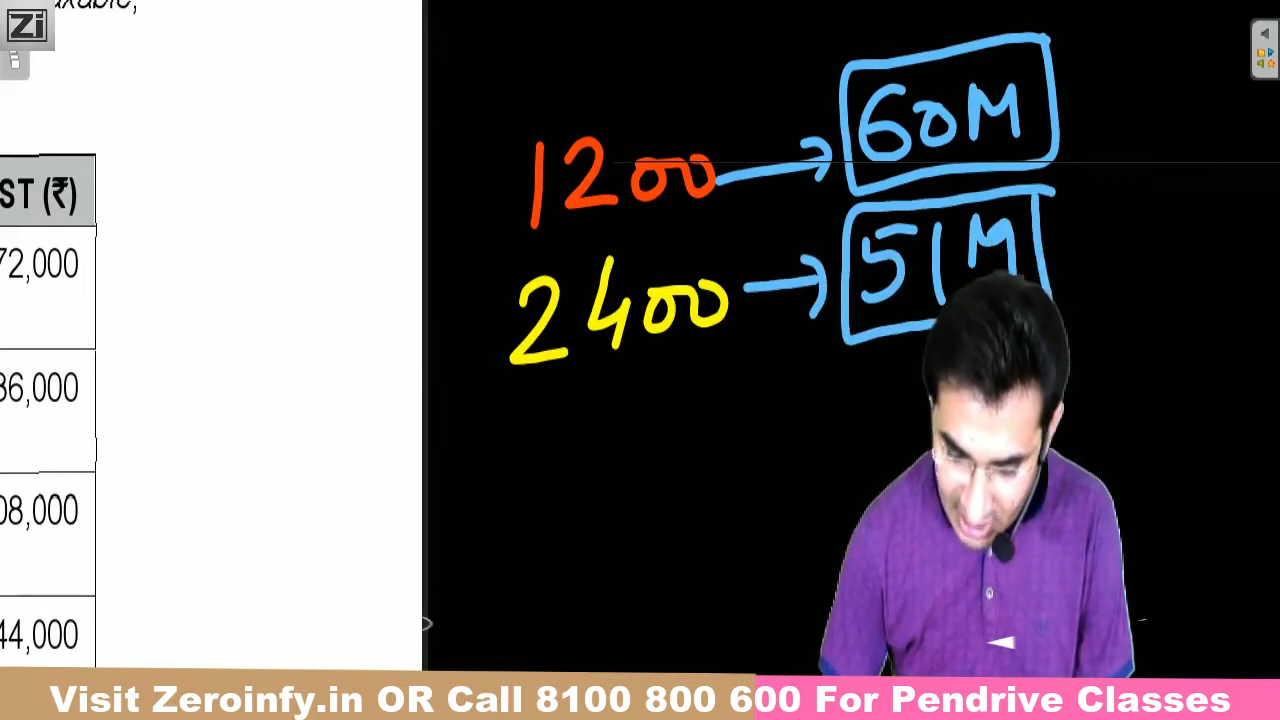 Zi
ST (₹)
72,000
36,000
08,000
44,000
1200 → 60M
2400 → 51M
Visit Zeroinfy.in OR Call 8100 800 600 For Pendrive Classes